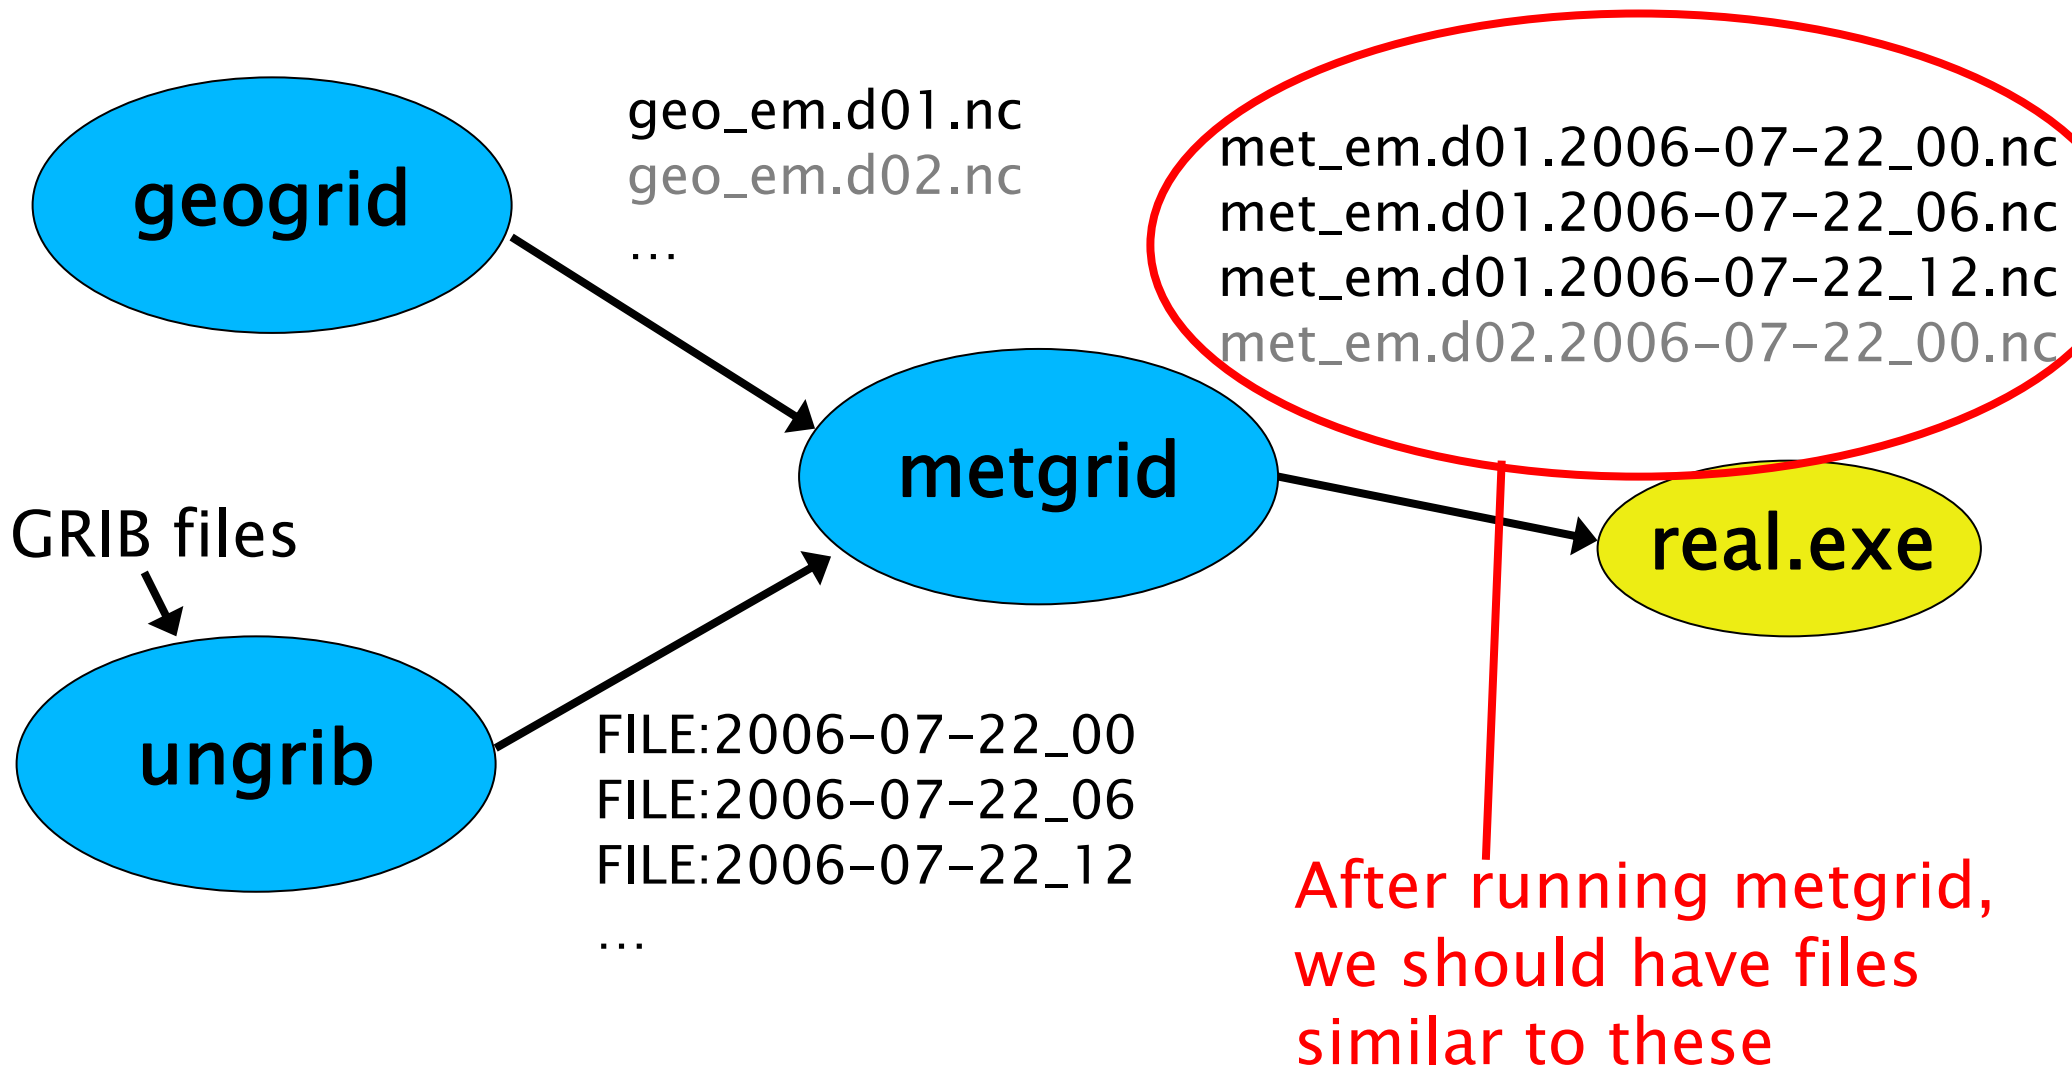 geogrid
geo_em.d01.nc
geo_em.d02.nc
...
met_em.d01.2006-07-22_00.nc
met_em.d01.2006-07-22_06.nc
met_em.d01.2006-07-22_12.nc
met_em.d02.2006-07-22_00.nc
metgrid
real.exe
GRIB files
ungrib
FILE:2006-07-22_00
FILE:2006-07-22_06
FILE:2006-07-22_12
...
After running metgrid,
we should have files
similar to these